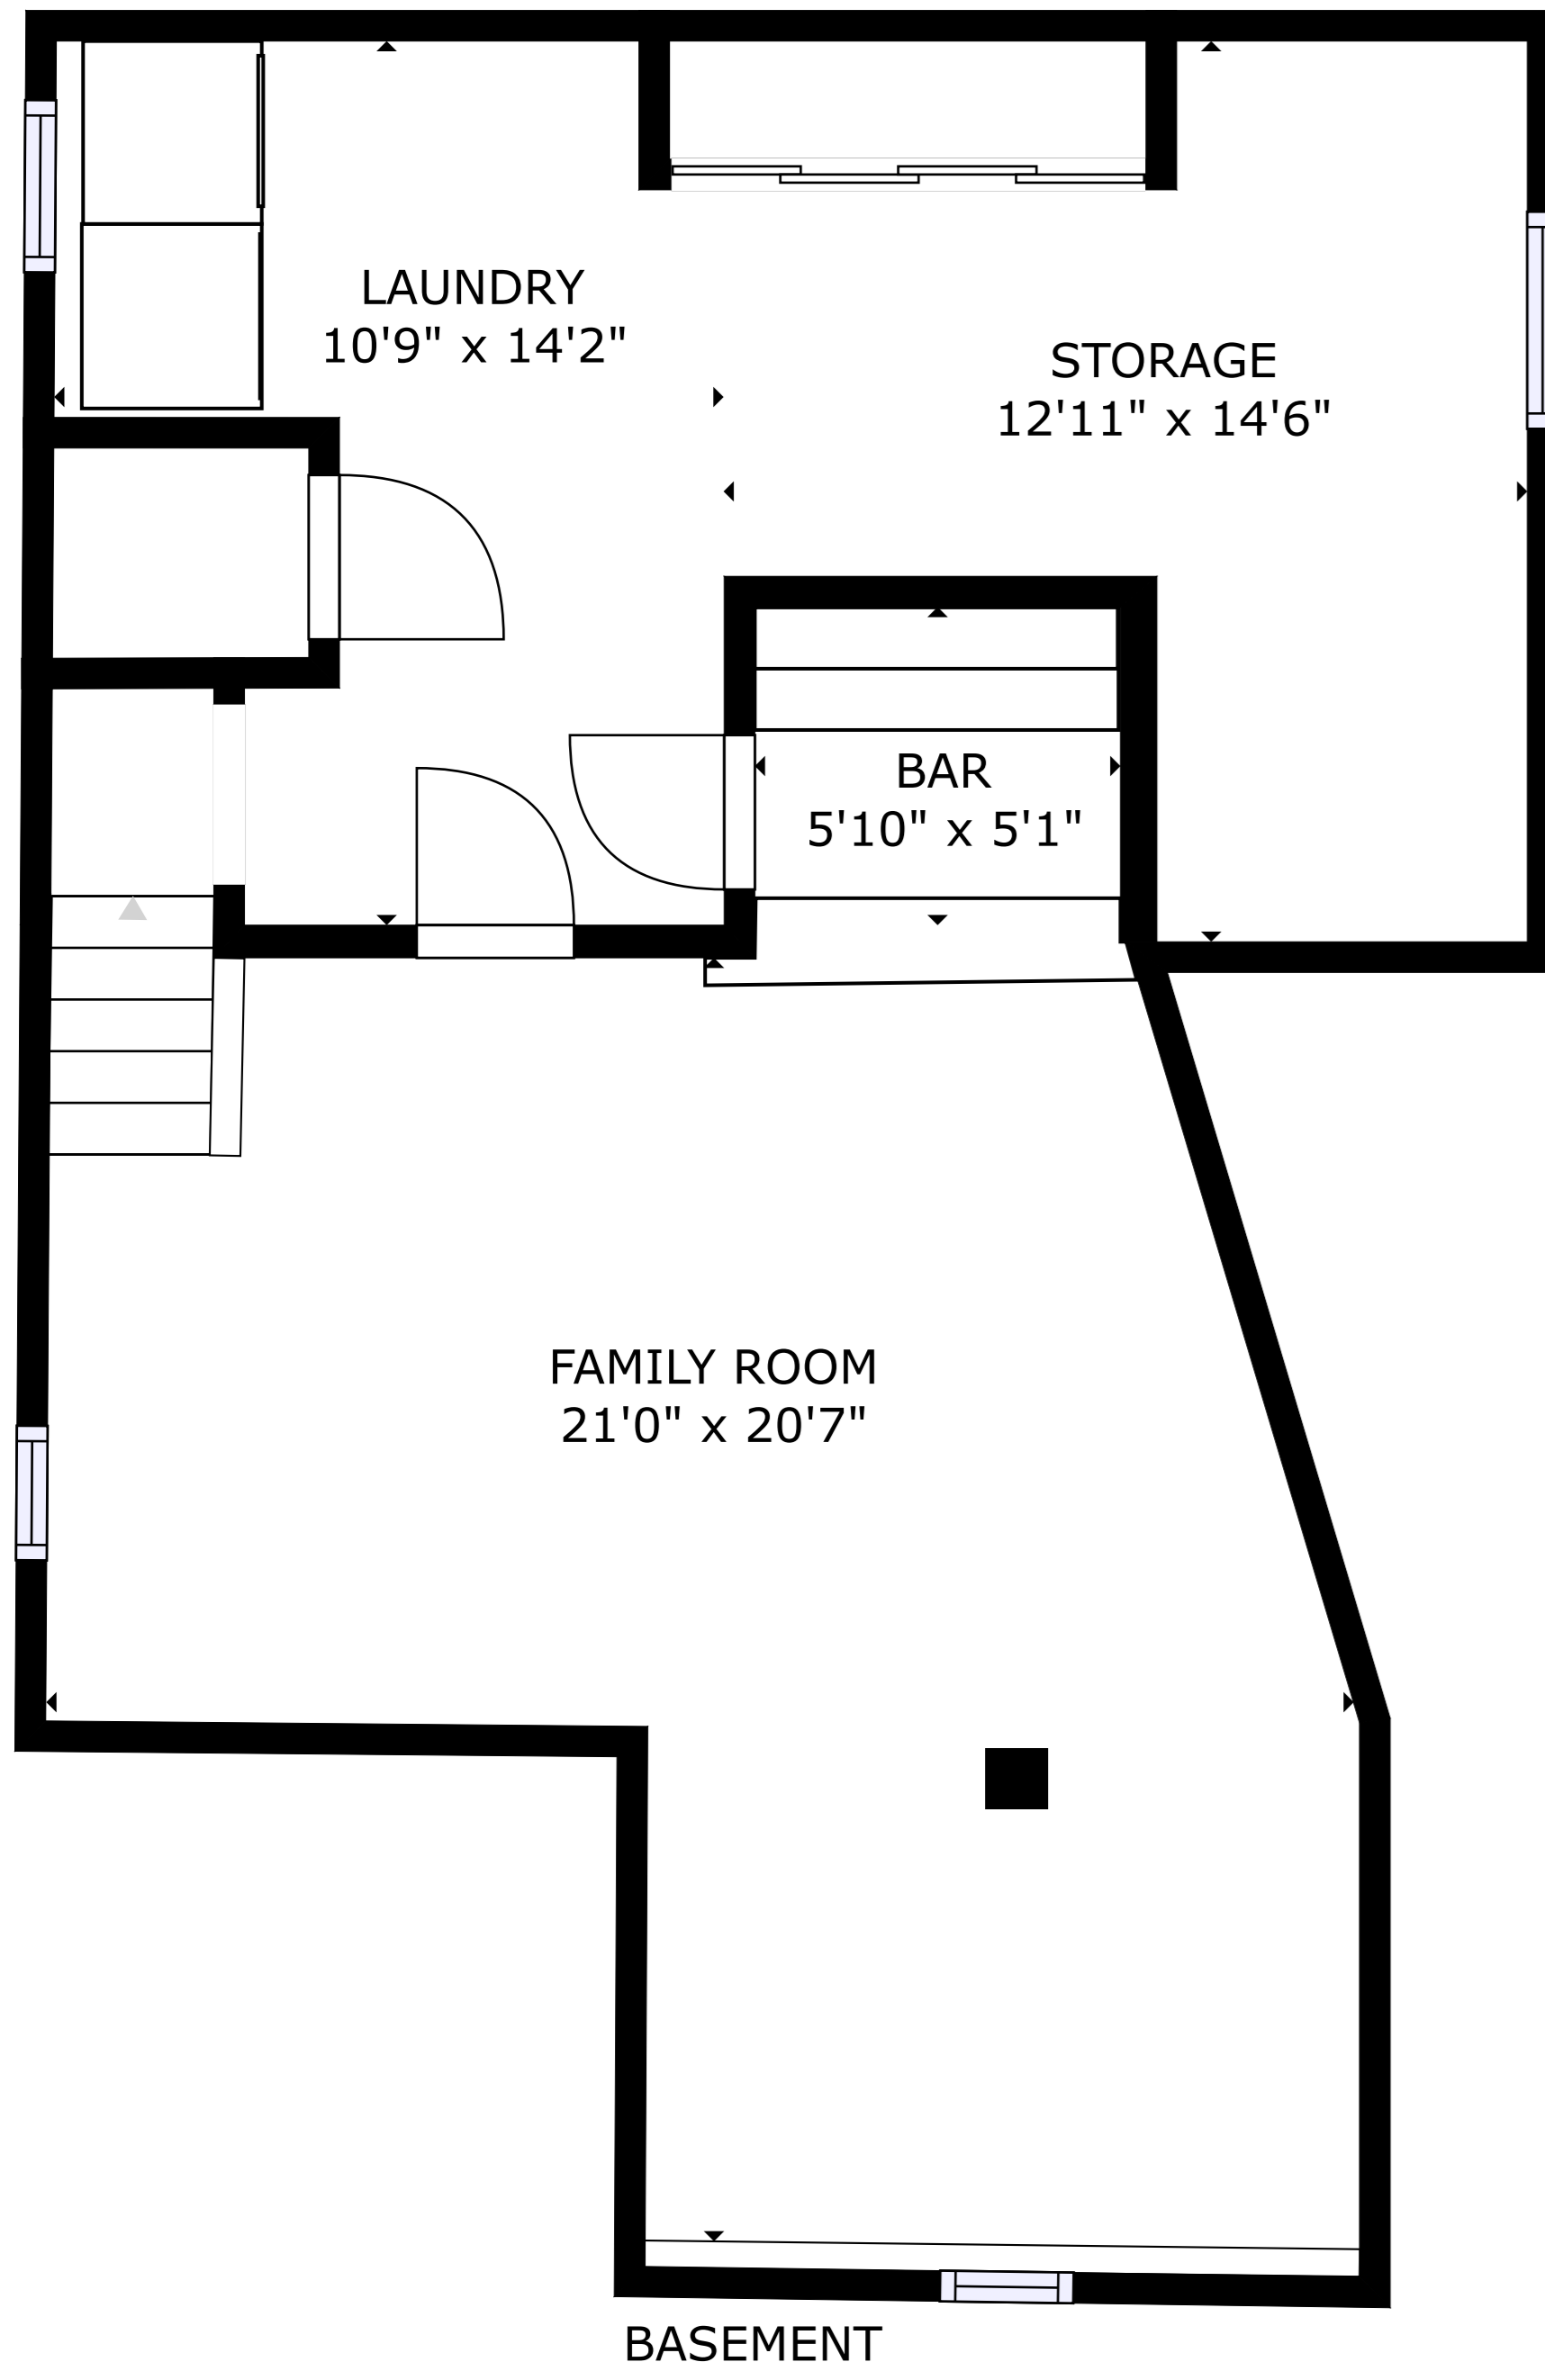 LAUNDRY
10'9" x 14'2"
STORAGE
12'11" x 14'6"
BAR
5'10" x 5'1"
FAMILY ROOM
21'0" x 20'7"
BASEMENT